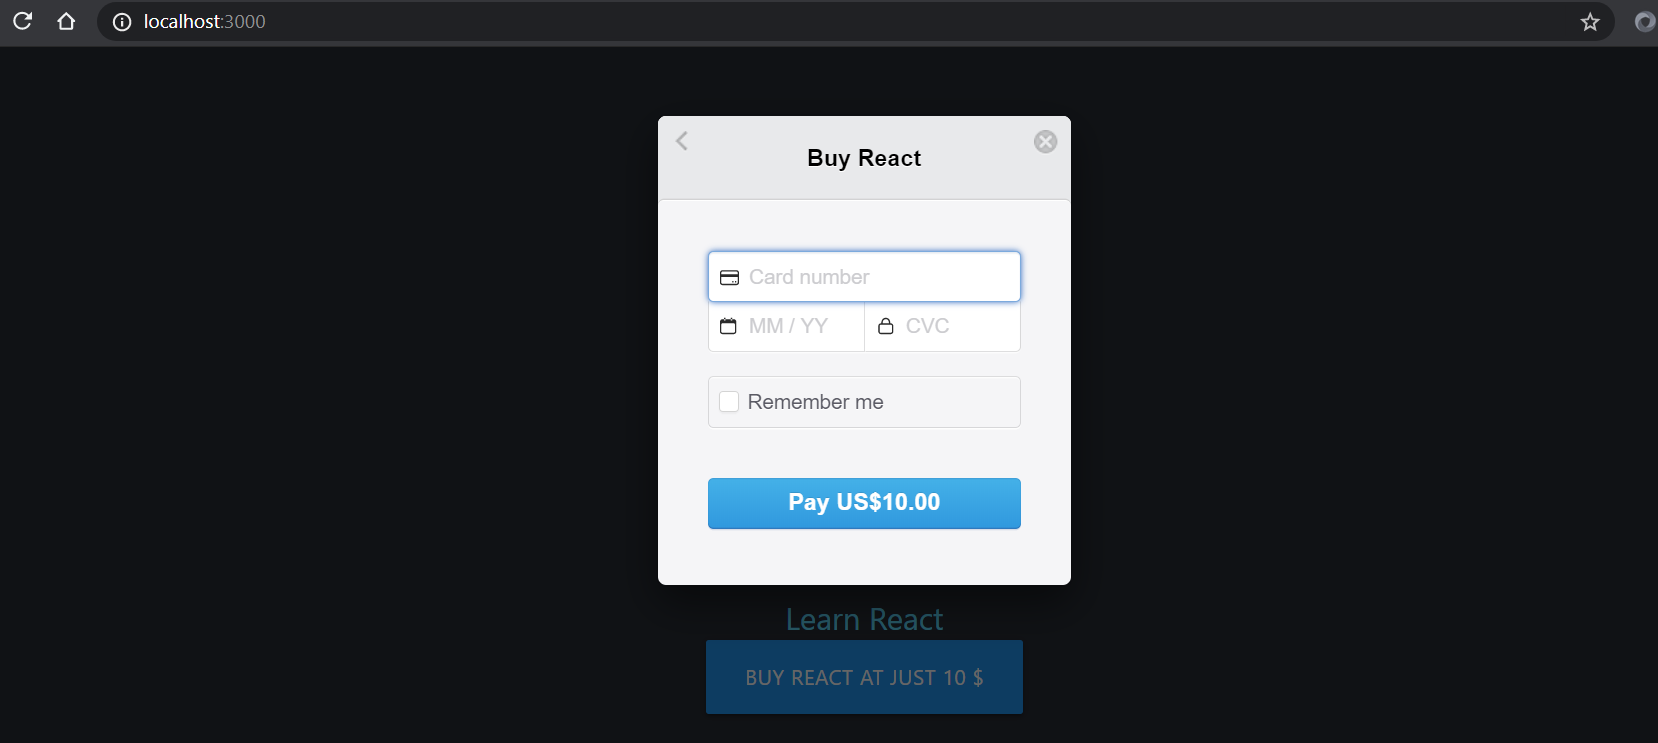 localhost:3000
Buy React
Card number
MM / YY
CVC
Remember me
Pay US$10.00
Learn React
BUY REACT AT JUST 10 $